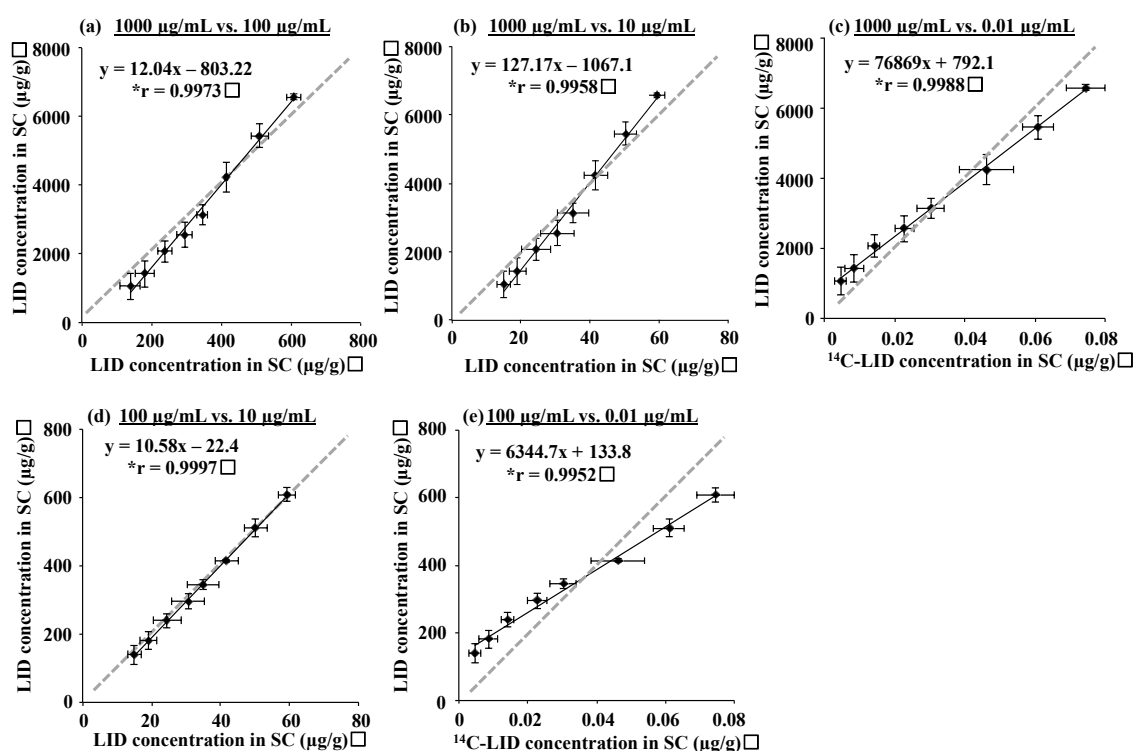 (a) 1000 µg/mL vs. 100 µg/mL
LID concentration in SC (µg/g)□
8000
6000
4000
2000
0
y = 12.04x – 803.22
*r = 0.9973□
0 200 400 600 800
LID concentration in SC (µg/g)□
(b) 1000 µg/mL vs. 10 µg/mL
LID concentration in SC (µg/g)□
8000
6000
4000
2000
0
y = 127.17x – 1067.1
*r = 0.9958□
0 20 40 60 80
LID concentration in SC (µg/g)□
(c) 1000 µg/mL vs. 0.01 µg/mL
LID concentration in SC (µg/g)□
8000
6000
4000
2000
0
y = 76869x + 792.1
*r = 0.9988□
0 0.02 0.04 0.06 0.08
¹⁴C-LID concentration in SC (µg/g)□
(d) 100 µg/mL vs. 10 µg/mL
LID concentration in SC (µg/g)□
800
600
400
200
0
y = 10.58x – 22.4
*r = 0.9997□
0 20 40 60 80
LID concentration in SC (µg/g)□
(e) 100 µg/mL vs. 0.01 µg/mL
LID concentration in SC (µg/g)□
800
600
400
200
0
y = 6344.7x + 133.8
*r = 0.9952□
0 0.02 0.04 0.06 0.08
¹⁴C-LID concentration in SC (µg/g)□